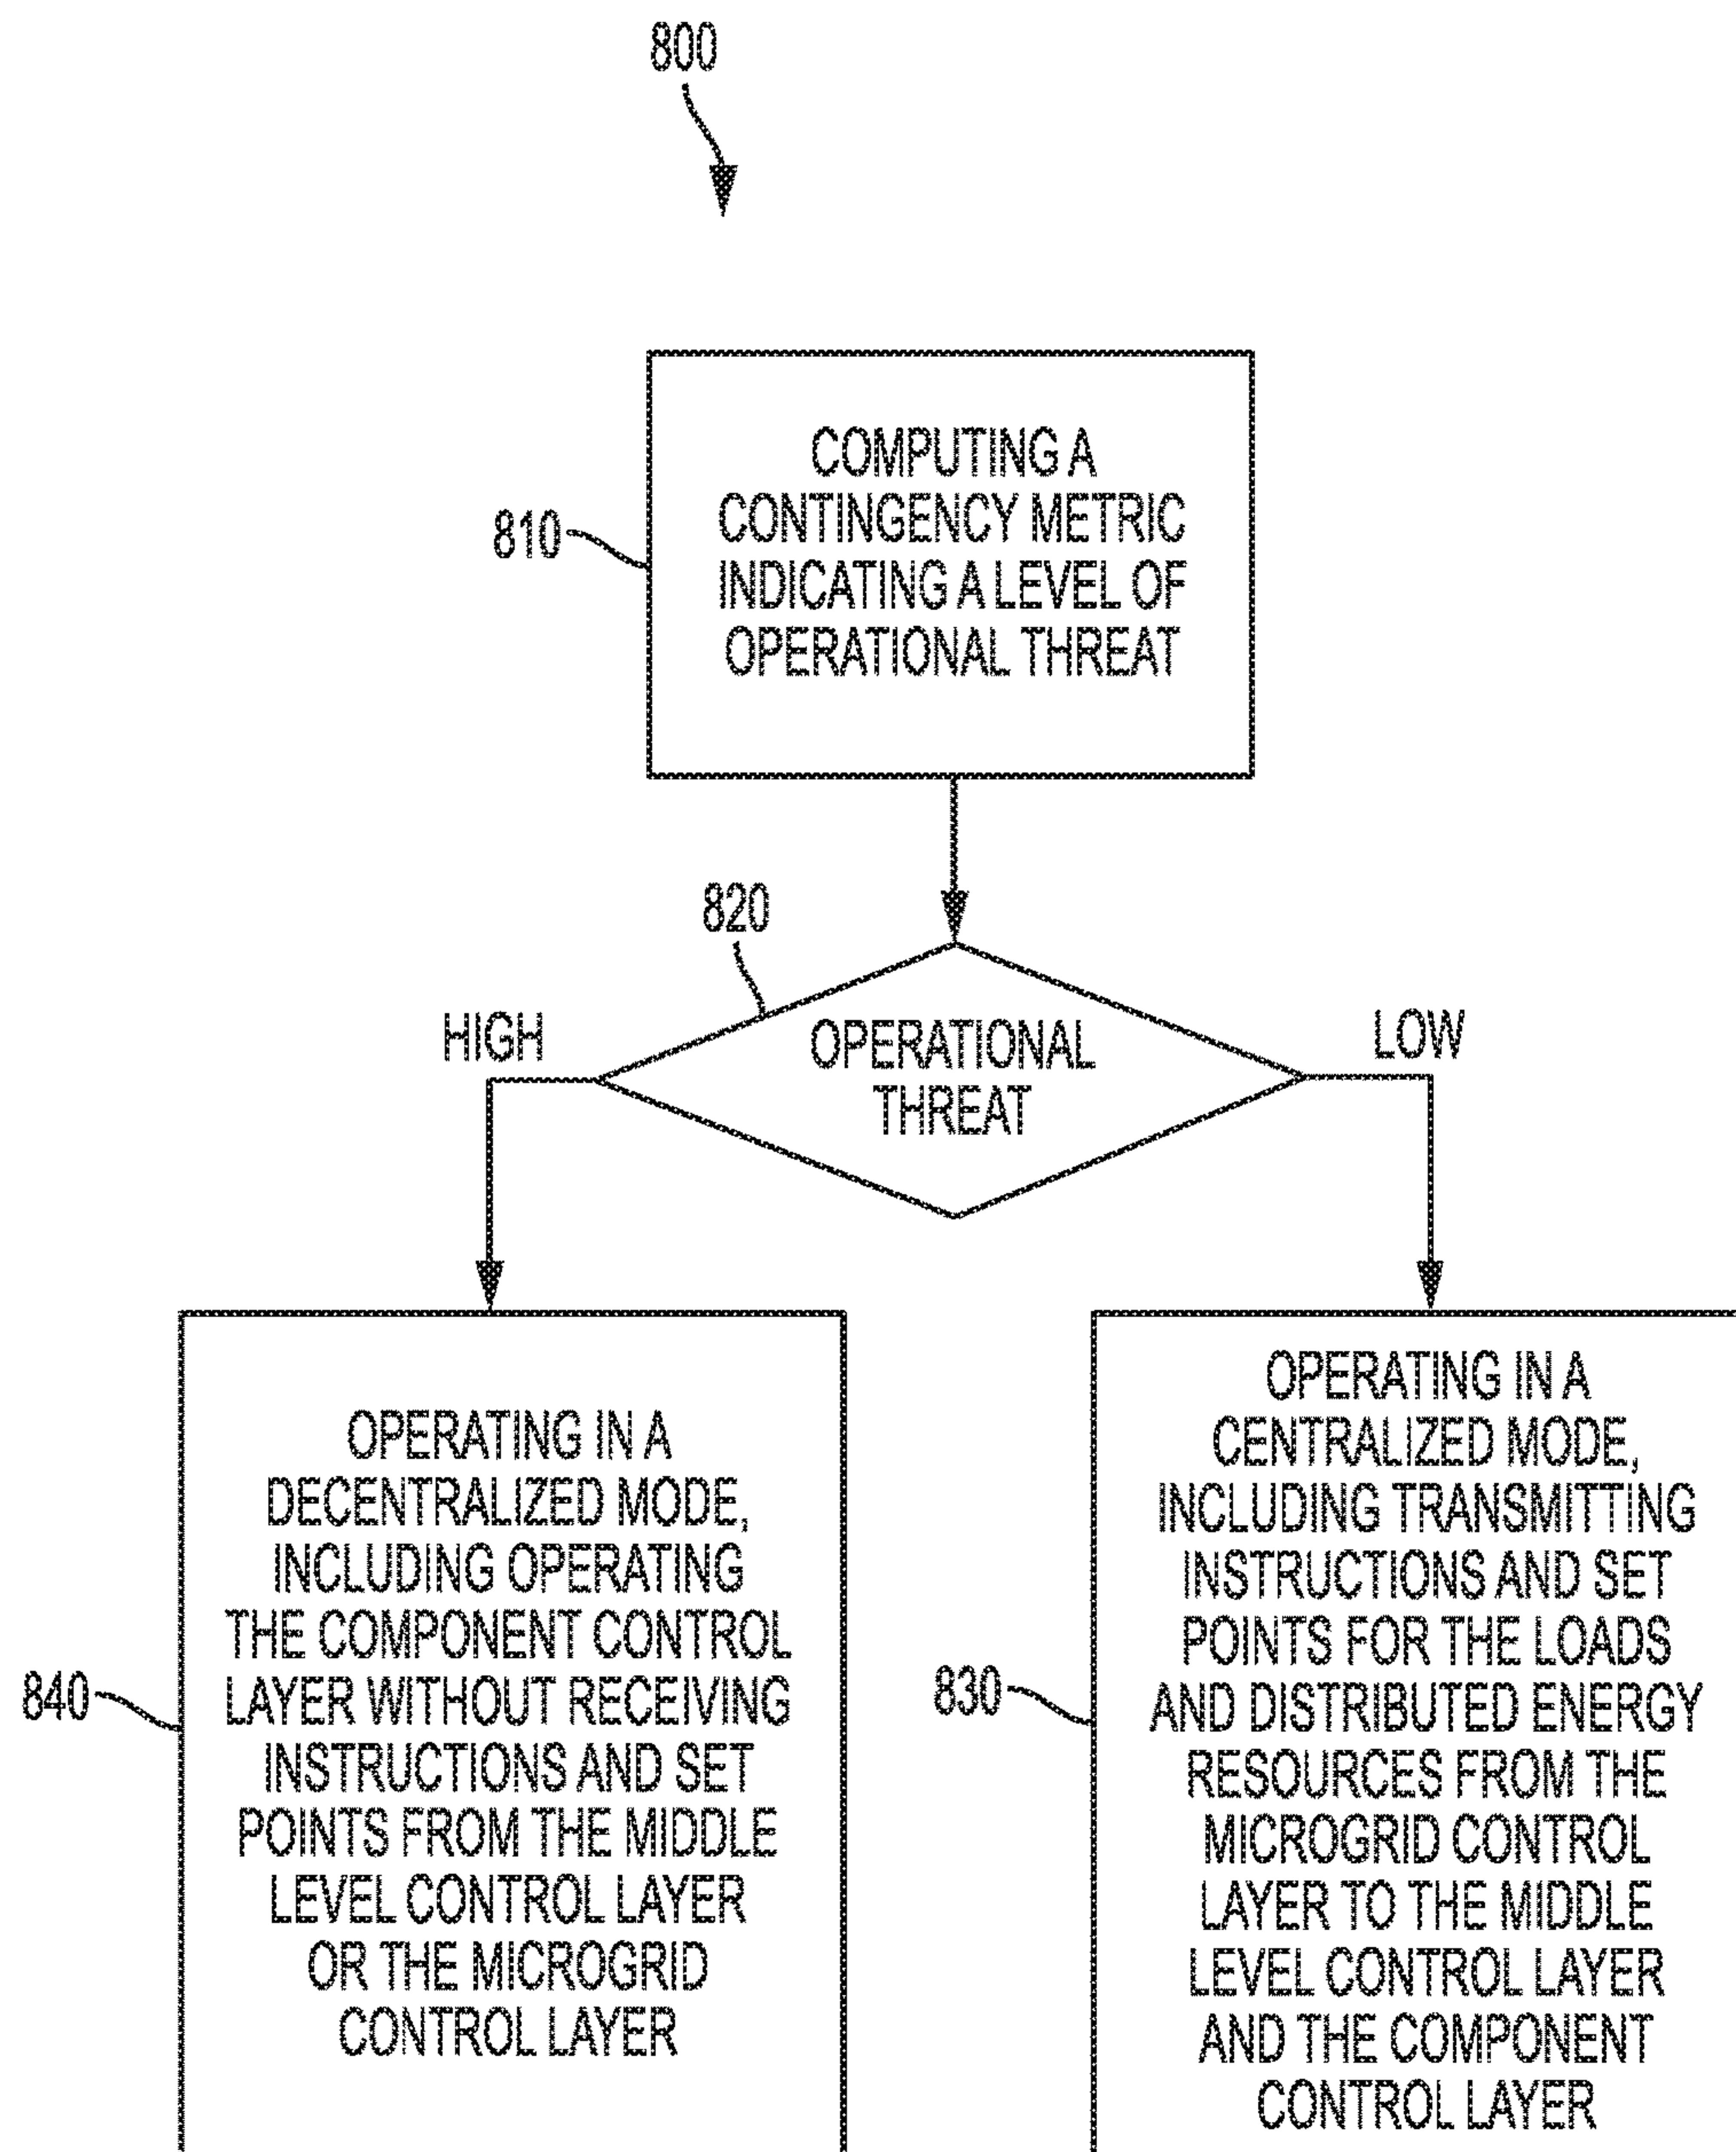 800
810
COMPUTING A
CONTINGENCY METRIC
INDICATING A LEVEL OF
OPERATIONAL THREAT
820
HIGH
OPERATIONAL
THREAT
LOW
840
OPERATING IN A
DECENTRALIZED MODE,
INCLUDING OPERATING
THE COMPONENT CONTROL
LAYER WITHOUT RECEIVING
INSTRUCTIONS AND SET
POINTS FROM THE MIDDLE
LEVEL CONTROL LAYER
OR THE MICROGRID
CONTROL LAYER
830
OPERATING IN A
CENTRALIZED MODE,
INCLUDING TRANSMITTING
INSTRUCTIONS AND SET
POINTS FOR THE LOADS
AND DISTRIBUTED ENERGY
RESOURCES FROM THE
MICROGRID CONTROL
LAYER TO THE MIDDLE
LEVEL CONTROL LAYER
AND THE COMPONENT
CONTROL LAYER